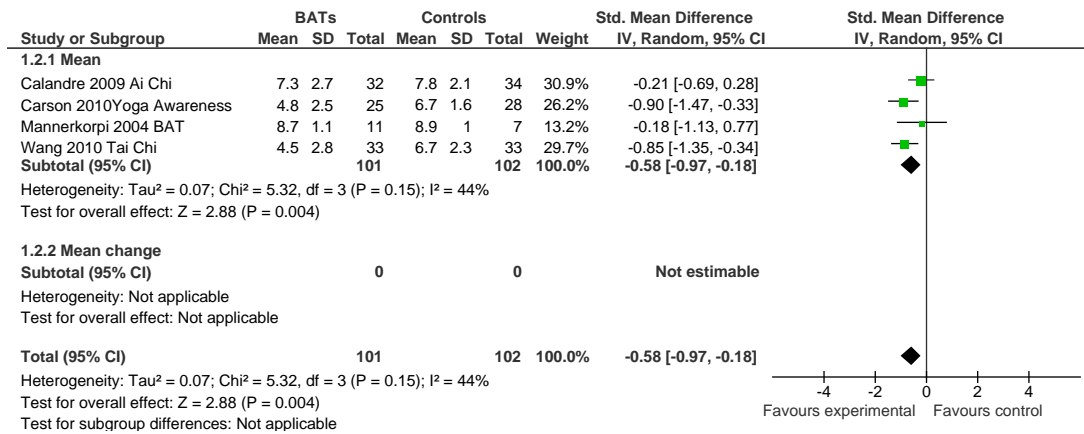 BATs Controls Std. Mean Difference Std. Mean Difference
Study or Subgroup Mean SD Total Mean SD Total Weight IV, Random, 95% CI IV, Random, 95% CI
1.2.1 Mean
Calandre 2009 Ai Chi 7.3 2.7 32 7.8 2.1 34 30.9% -0.21 [-0.69, 0.28]
Carson 2010Yoga Awareness 4.8 2.5 25 6.7 1.6 28 26.2% -0.90 [-1.47, -0.33]
Mannerkorpi 2004 BAT 8.7 1.1 11 8.9 1 7 13.2% -0.18 [-1.13, 0.77]
Wang 2010 Tai Chi 4.5 2.8 33 6.7 2.3 33 29.7% -0.85 [-1.35, -0.34]
Subtotal (95% CI) 101 102 100.0% -0.58 [-0.97, -0.18]
Heterogeneity: Tau² = 0.07; Chi² = 5.32, df = 3 (P = 0.15); I² = 44%
Test for overall effect: Z = 2.88 (P = 0.004)
1.2.2 Mean change
Subtotal (95% CI) 0 0 Not estimable
Heterogeneity: Not applicable
Test for overall effect: Not applicable
Total (95% CI) 101 102 100.0% -0.58 [-0.97, -0.18]
Heterogeneity: Tau² = 0.07; Chi² = 5.32, df = 3 (P = 0.15); I² = 44%
Test for overall effect: Z = 2.88 (P = 0.004)
Test for subgroup differences: Not applicable
-4 -2 0 2 4
Favours experimental Favours control